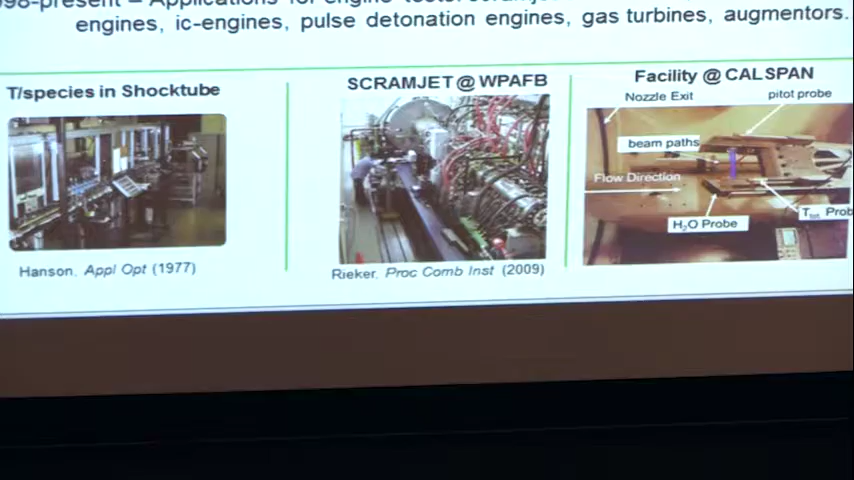 98-present – Applications for engine tests: scramjet
engines, ic-engines, pulse detonation engines, gas turbines, augmentors.
T/species in Shocktube
SCRAMJET@WPAFB
Facility @ CALSPAN
Nozzle Exit
pitot probe
beam paths
Flow Direction
H₂O Probe
Ttot Prob
Hanson, Appl Opt (1977)
Rieker, Proc Comb Inst (2009)